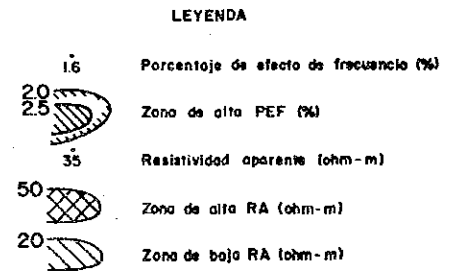 LEYENDA
1.6 Porcentaje de efecto de frecuencia (%)
2.0
2.5 Zona de alta PEF (%)
35 Resistividad aparente (ohm-m)
50 Zona de alta RA (ohm-m)
20 Zona de baja RA (ohm-m)